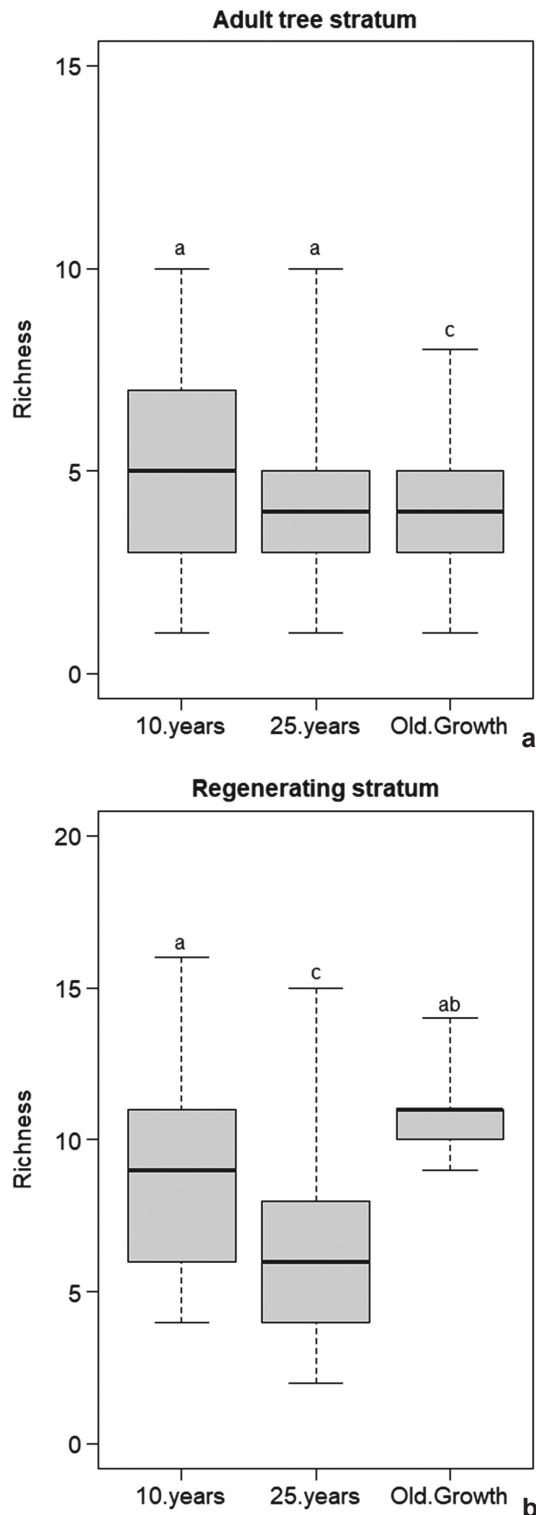 Adult tree stratum
15
10
5
0
Richness
a
a
c
10.years 25.years Old.Growth
a
Regenerating stratum
20
15
10
5
0
Richness
a
c
ab
10.years 25.years Old.Growth
b